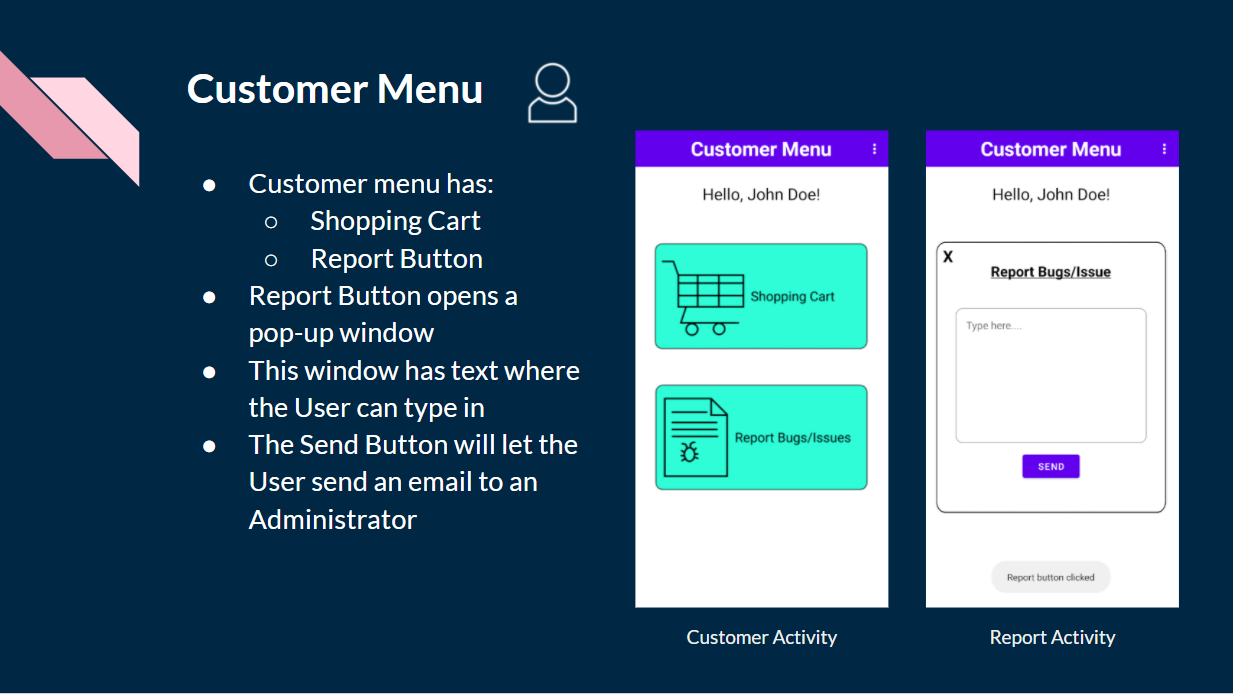 Customer Menu
● Customer menu has:
○ Shopping Cart
○ Report Button
● Report Button opens a
pop-up window
● This window has text where
the User can type in
● The Send Button will let the
User send an email to an
Administrator
Customer Menu
Hello, John Doe!
Shopping Cart
Report Bugs/Issues
Customer Activity
Customer Menu
Hello, John Doe!
X
Report Bugs/Issue
Type here....
SEND
Report button clicked
Report Activity